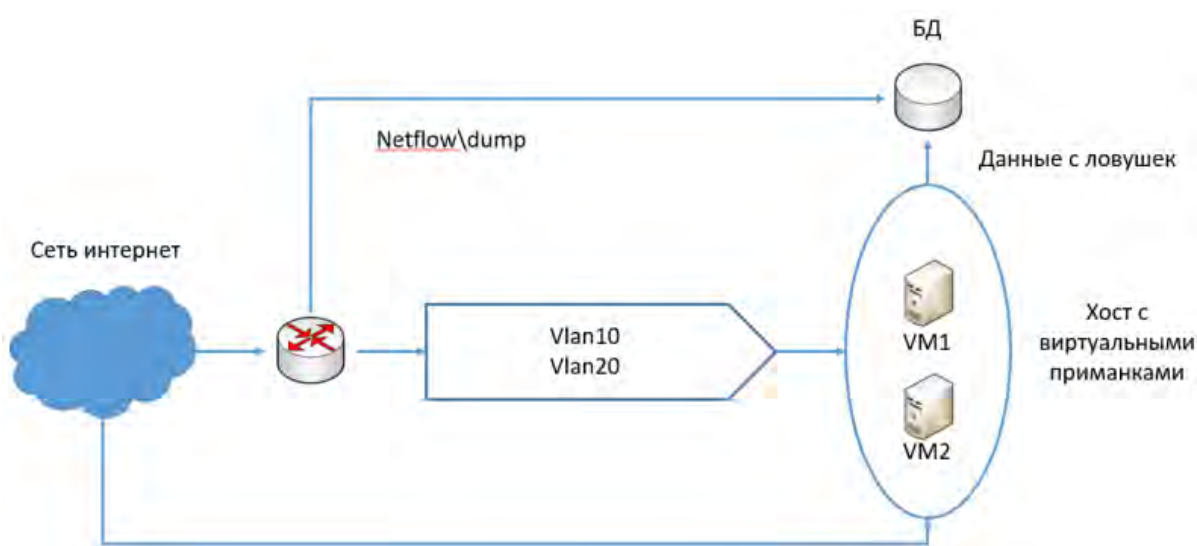 БД
Netflow\dump
Данные с ловушек
Сеть интернет
Vlan10
Vlan20
VM1
VM2
Хост с
виртуальными
приманками